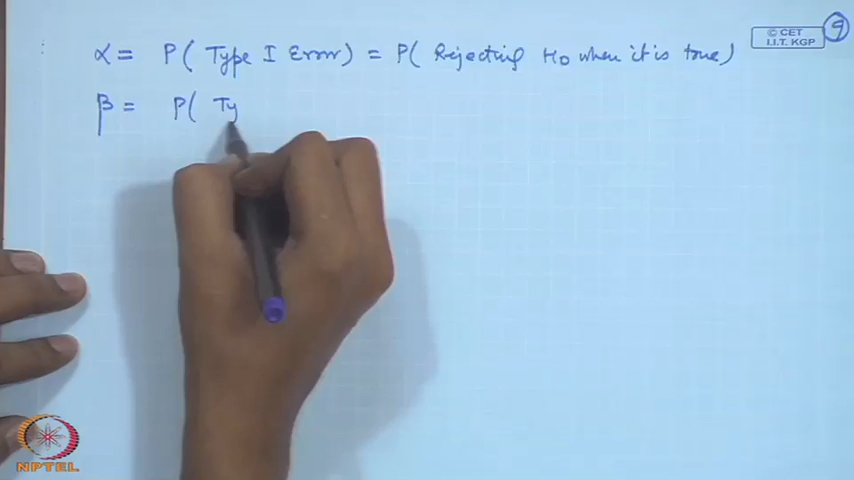 α = P( Type I Error) = P( Rejecting H₀ when it is true)
β = P( Ty
© CET
I.I.T. KGP
9
NPTEL